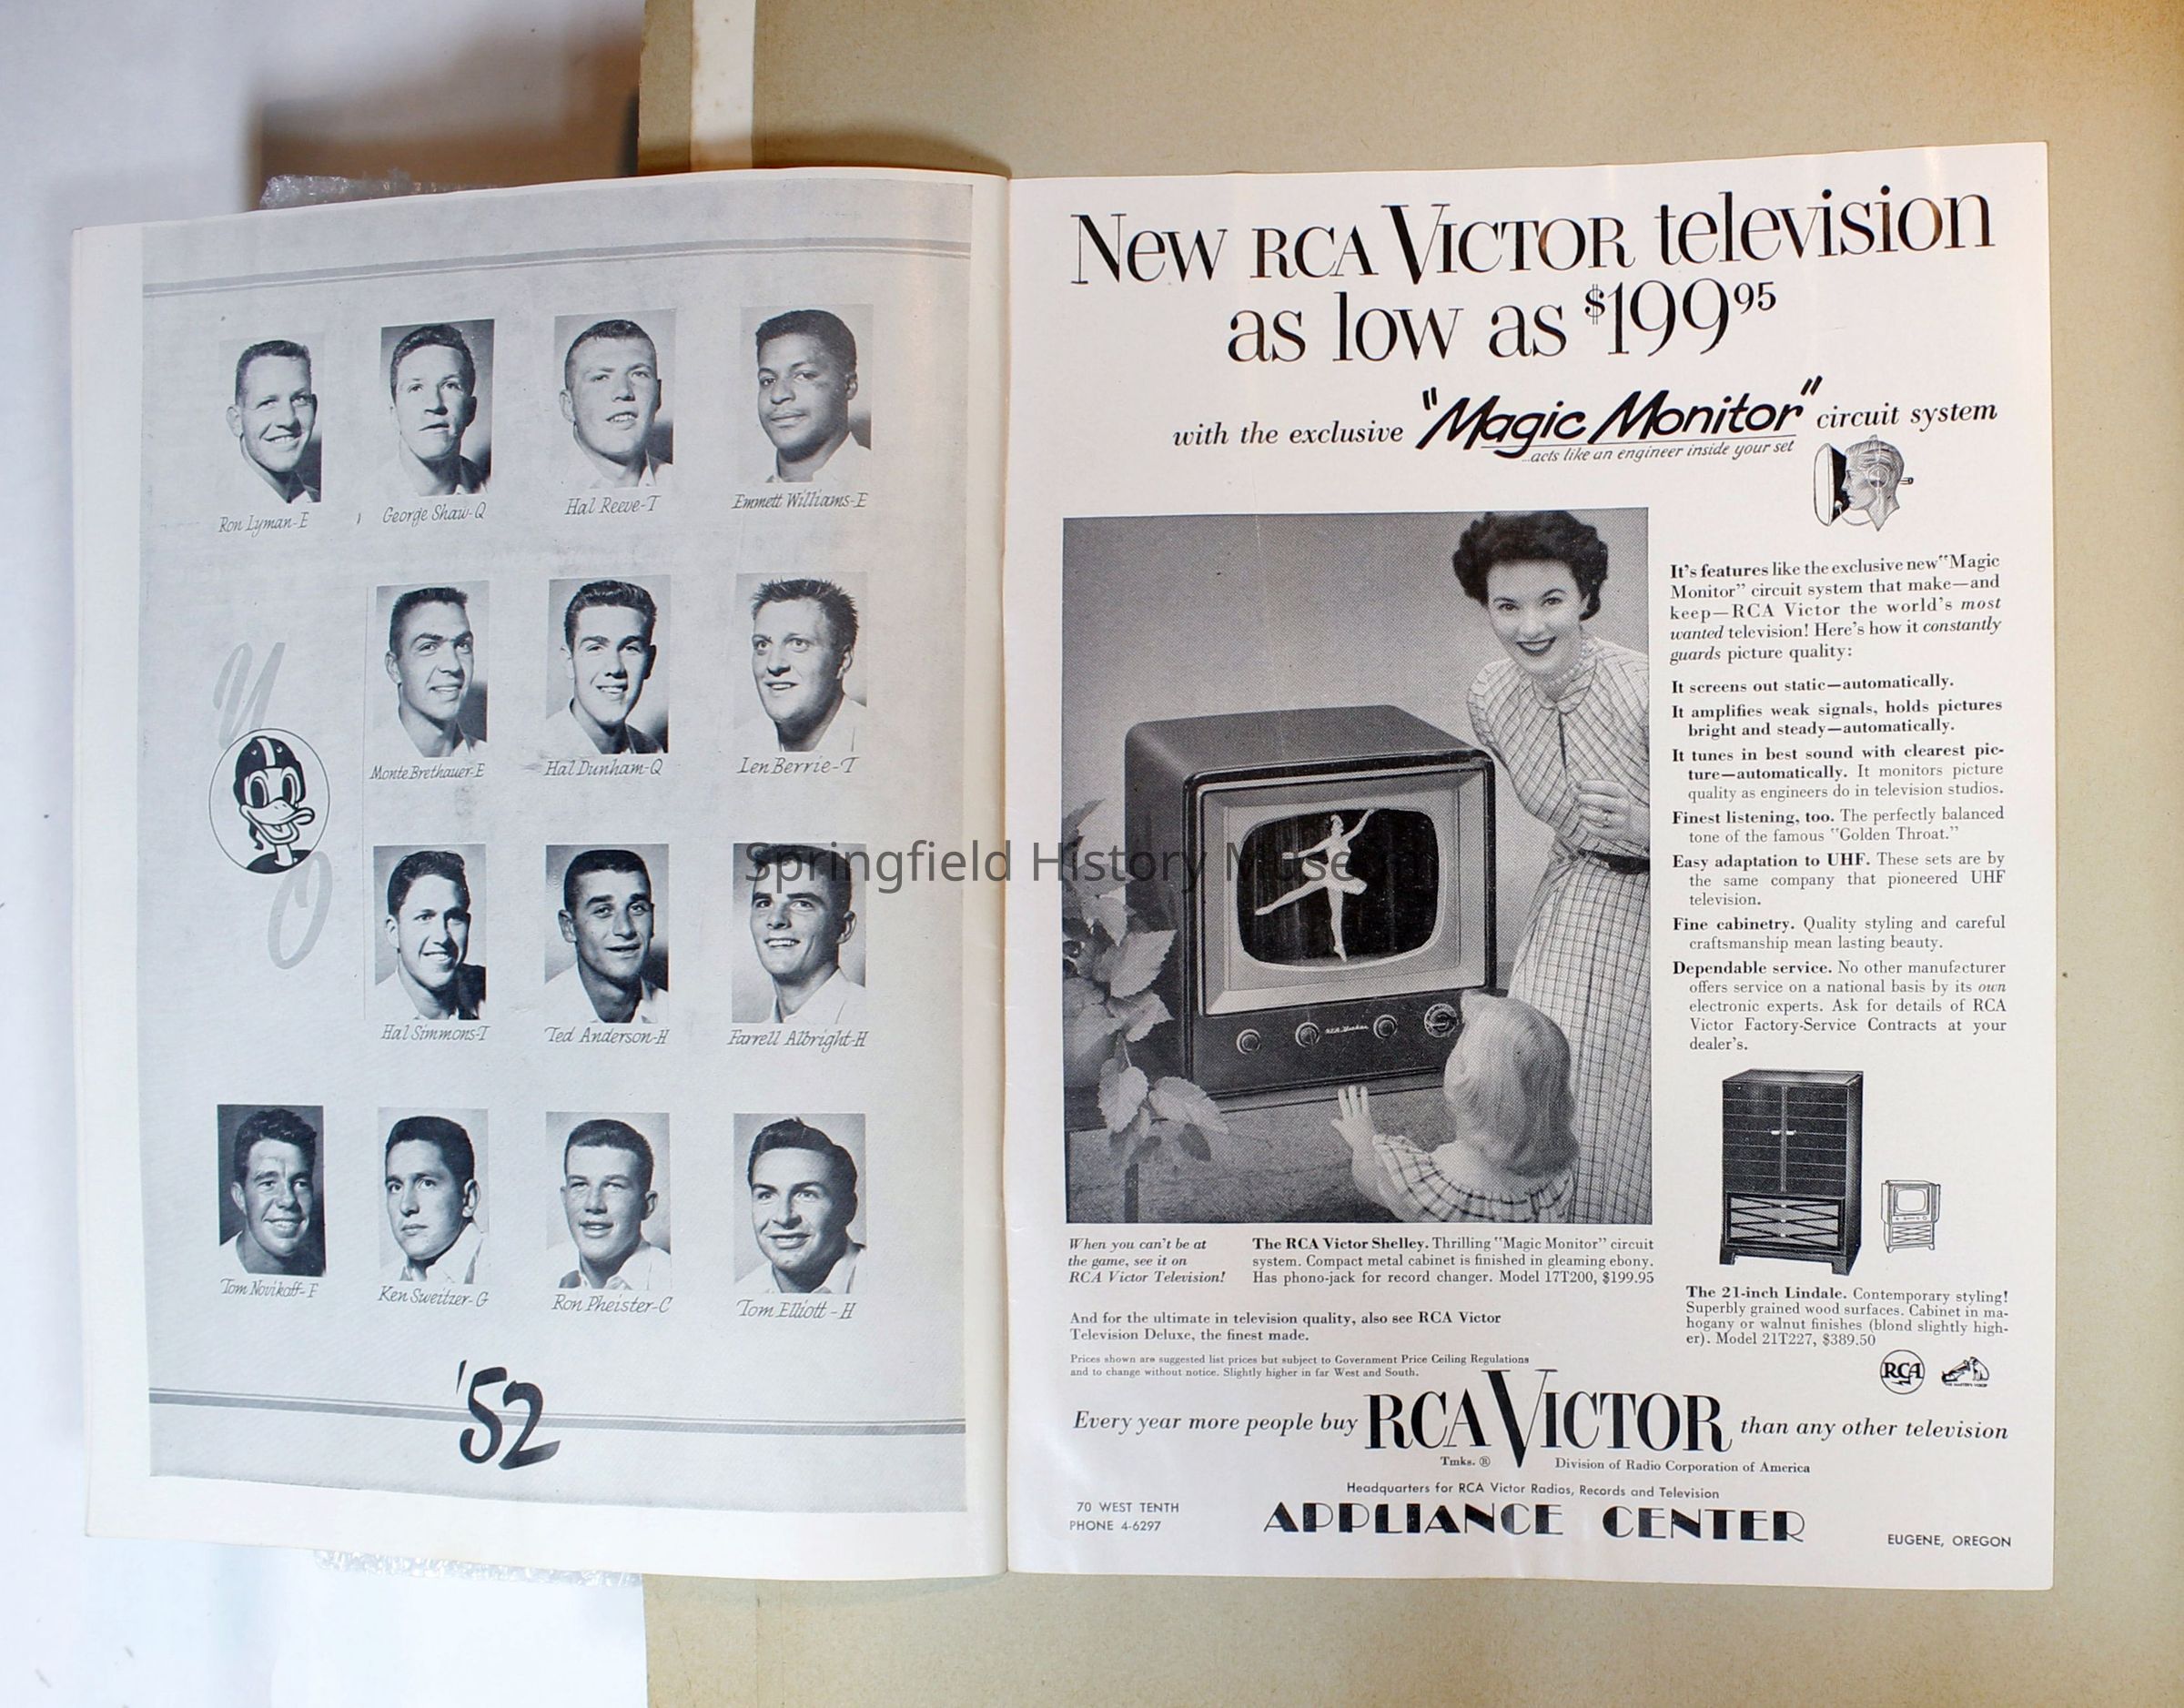 Ron Lyman-E
George Shaw-Q
Hal Reeve-T
Emmett Williams-E
Monte Brethauer-E
Hal Dunham-Q
Len Berrie-T
U
O
Hal Simmons-T
Ted Anderson-H
Farrell Albright-H
Tom Novikoff-F
Ken Sweitzer-G
Ron Pheister-C
Tom Elliott-H
'52
Springfield History Museum
New RCA VICTOR television
as low as $199 95
with the exclusive "Magic Monitor" circuit system
...acts like an engineer inside your set
It's features like the exclusive new "Magic
Monitor" circuit system that make—and
keep—RCA Victor the world's most
wanted television! Here's how it constantly
guards picture quality:
It screens out static—automatically.
It amplifies weak signals, holds pictures
bright and steady—automatically.
It tunes in best sound with clearest pic-
ture—automatically. It monitors picture
quality as engineers do in television studios.
Finest listening, too. The perfectly balanced
tone of the famous "Golden Throat."
Easy adaptation to UHF. These sets are by
the same company that pioneered UHF
television.
Fine cabinetry. Quality styling and careful
craftsmanship mean lasting beauty.
Dependable service. No other manufacturer
offers service on a national basis by its own
electronic experts. Ask for details of RCA
Victor Factory-Service Contracts at your
dealer's.
RCA Victor
When you can't be at
the game, see it on
RCA Victor Television!
The RCA Victor Shelley. Thrilling "Magic Monitor" circuit
system. Compact metal cabinet is finished in gleaming ebony.
Has phono-jack for record changer. Model 17T200, $199.95
And for the ultimate in television quality, also see RCA Victor
Television Deluxe, the finest made.
Prices shown are suggested list prices but subject to Government Price Ceiling Regulations
and to change without notice. Slightly higher in far West and South.
The 21-inch Lindale. Contemporary styling!
Superbly grained wood surfaces. Cabinet in ma-
hogany or walnut finishes (blond slightly high-
er). Model 21T227, $389.50
RCA
Every year more people buy RCA VICTOR than any other television
Tmks. ®
Division of Radio Corporation of America
Headquarters for RCA Victor Radios, Records and Television
70 WEST TENTH
PHONE 4-6297
APPLIANCE CENTER
EUGENE, OREGON